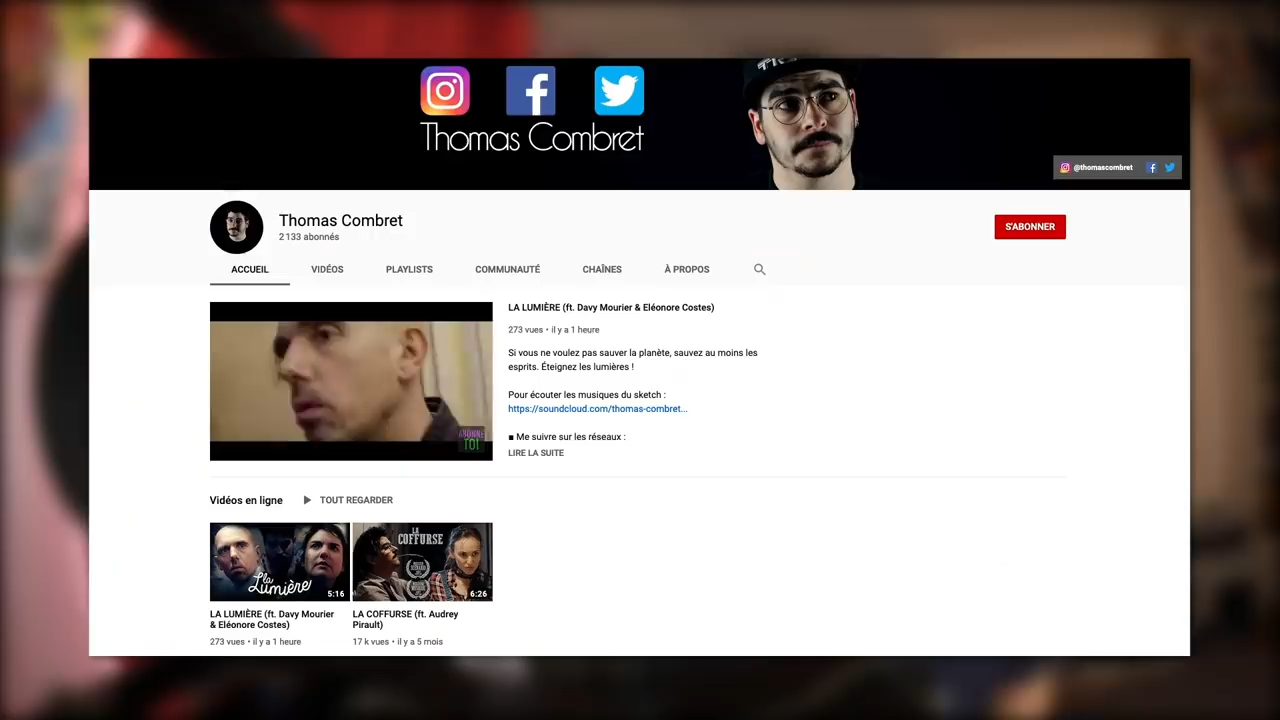 Thomas Combret
@thomascombret
Thomas Combret
2 133 abonnés
S'ABONNER
ACCUEIL
VIDÉOS
PLAYLISTS
COMMUNAUTÉ
CHAÎNES
À PROPOS
LA LUMIÈRE (ft. Davy Mourier & Eléonore Costes)
273 vues • il y a 1 heure
Si vous ne voulez pas sauver la planète, sauvez au moins les
esprits. Éteignez les lumières !
Pour écouter les musiques du sketch :
https://soundcloud.com/thomas-combret...
■ Me suivre sur les réseaux :
LIRE LA SUITE
ABONNE
TOI
Vidéos en ligne
TOUT REGARDER
la Lumière
5:16
LA
COFFURSE
6:26
LA LUMIÈRE (ft. Davy Mourier
& Eléonore Costes)
273 vues • il y a 1 heure
LA COFFURSE (ft. Audrey
Pirault)
17 k vues • il y a 5 mois